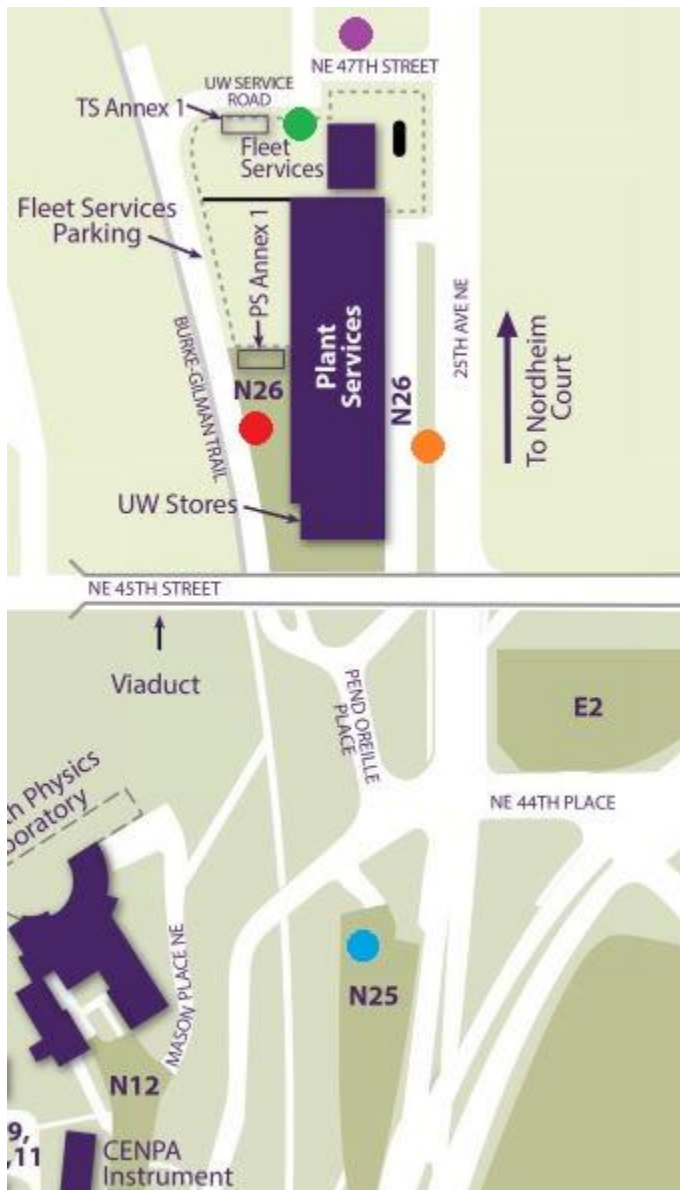 NE 47TH STREET
UW SERVICE
ROAD
TS Annex 1
Fleet
Services
Fleet Services
Parking
PS Annex 1
Plant
Services
25TH AVE NE
To Nordheim
Court
BURKE-GILMAN TRAIL
N26
N26
UW Stores
NE 45TH STREET
Viaduct
PEND OREILLE
PLACE
E2
Physics
NE 44TH PLACE
MASON PLACE NE
N25
N12
9,
,11
CENPA
Instrument